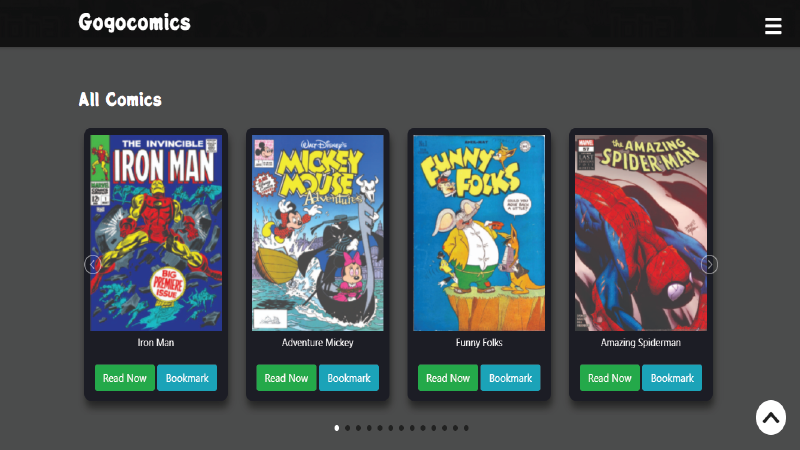 Gogocomics
All Comics
THE INVINCIBLE
IRON MAN
BIG
PREMIERE
ISSUE
Iron Man
Read Now
Bookmark
WALT DISNEY'S
MICKEY
MOUSE
Adventures
Adventure Mickey
Read Now
Bookmark
FUNNY
FOLKS
Funny Folks
Read Now
Bookmark
MARVEL
the AMAZING
SPIDER-MAN
Amazing Spiderman
Read Now
Bookmark